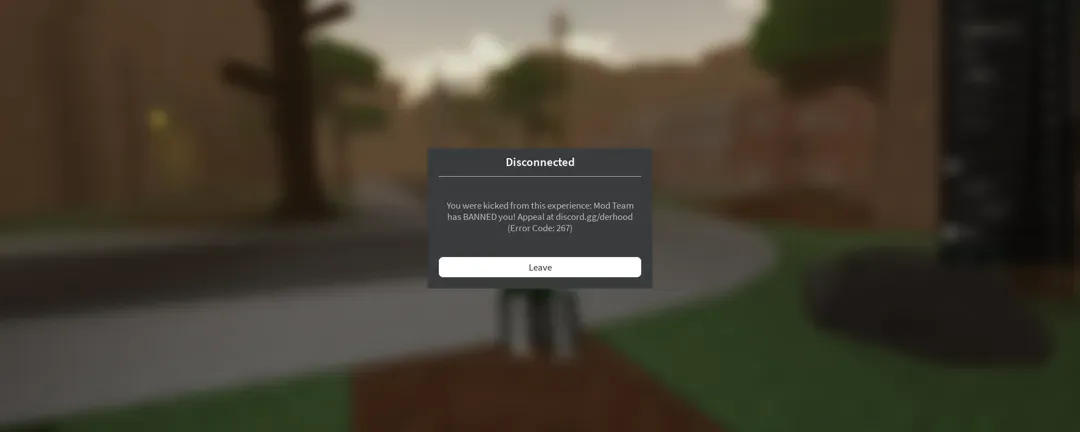 Disconnected
You were kicked from this experience: Mod Team
has BANNED you! Appeal at discord.gg/derhood
(Error Code: 267)
Leave